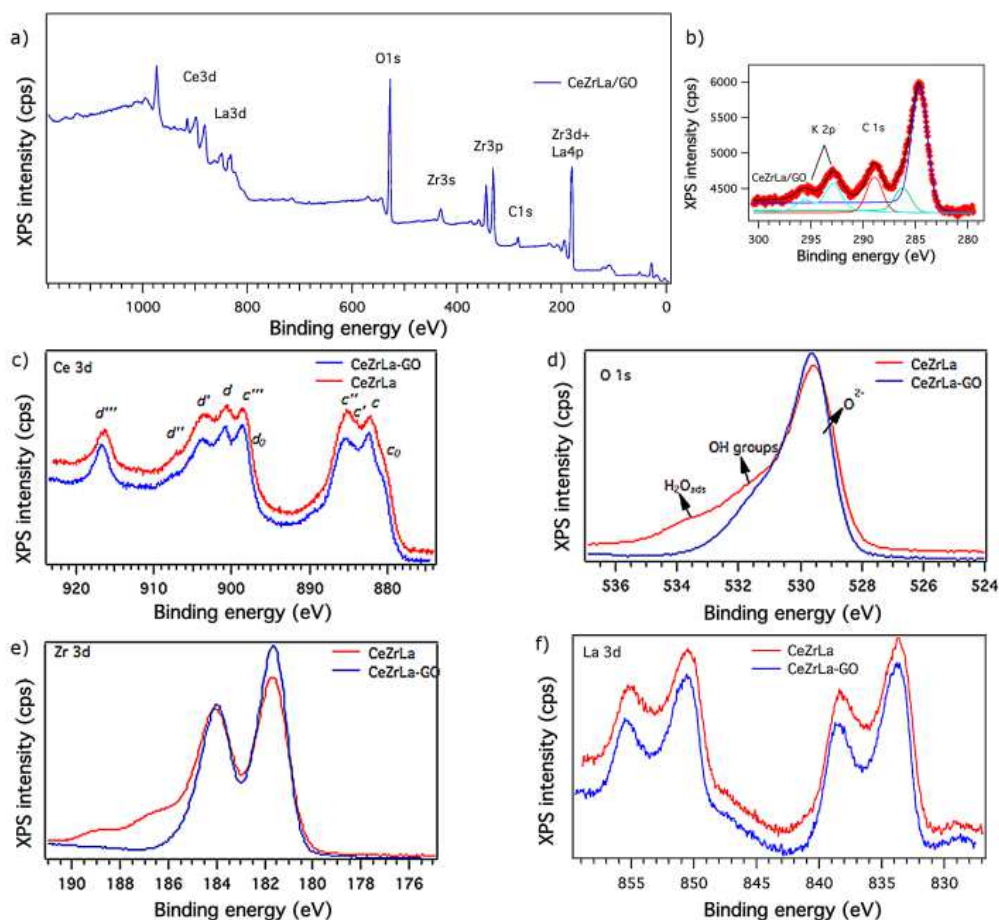 a)
XPS intensity (cps)
Ce3d
La3d
O1s
Zr3s
Zr3p
C1s
Zr3d+
La4p
CeZrLa/GO
1000
800
600
400
200
0
Binding energy (eV)
b)
XPS intensity (cps)
6000
5500
5000
4500
K 2p
C 1s
CeZrLa/GO
300
295
290
285
280
Binding energy (eV)
c)
Ce 3d
CeZrLa-GO
CeZrLa
XPS intensity (cps)
d'''
d''
d'
d
c'''
d₀
c''
c'
c
c₀
920
910
900
890
880
Binding energy (eV)
d)
O 1s
CeZrLa
CeZrLa-GO
XPS intensity (cps)
O²⁻
OH groups
H₂Oads
536
534
532
530
528
526
524
Binding energy (eV)
e)
Zr 3d
CeZrLa
CeZrLa-GO
XPS intensity (cps)
190
188
186
184
182
180
178
176
Binding energy (eV)
f)
La 3d
CeZrLa
CeZrLa-GO
XPS intensity (cps)
855
850
845
840
835
830
Binding energy (eV)